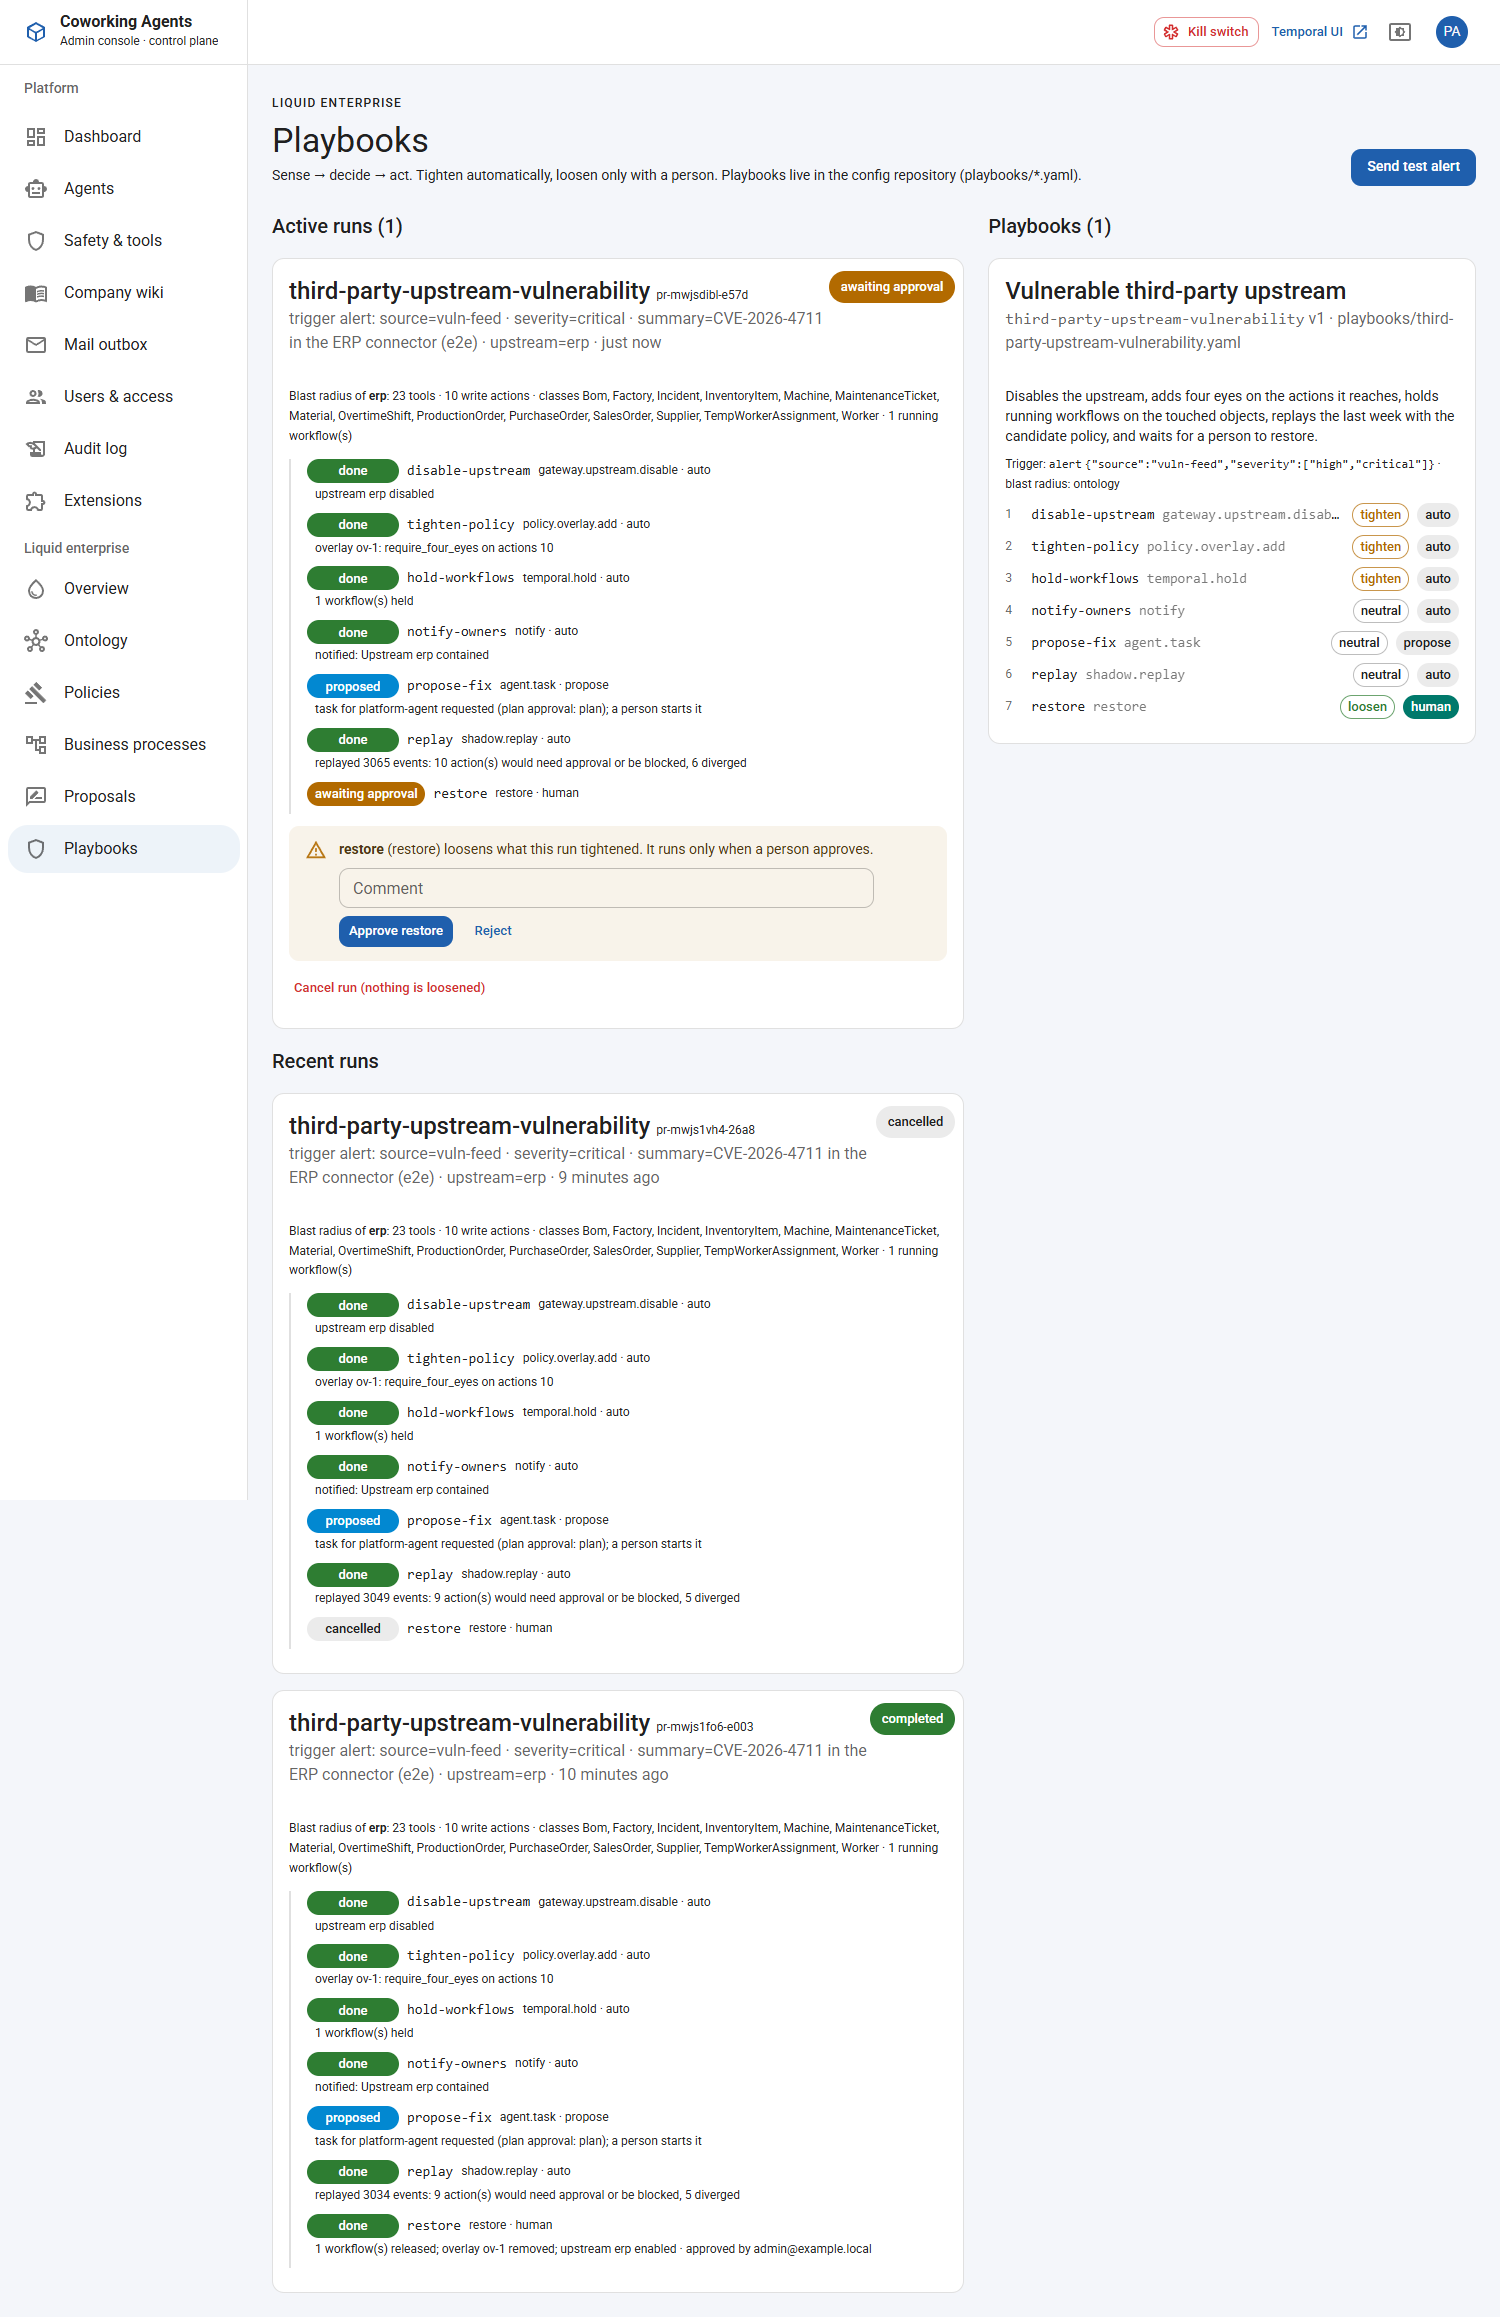 Coworking Agents
Admin console · control plane
Kill switch
Temporal UI
PA
Platform
Dashboard
Agents
Safety & tools
Company wiki
Mail outbox
Users & access
Audit log
Extensions
Liquid enterprise
Overview
Ontology
Policies
Business processes
Proposals
Playbooks
LIQUID ENTERPRISE
Playbooks
Sense → decide → act. Tighten automatically, loosen only with a person. Playbooks live in the config repository (playbooks/*.yaml).
Send test alert
Active runs (1)
third-party-upstream-vulnerability pr-mwjsdibl-e57d
awaiting approval
trigger alert: source=vuln-feed · severity=critical · summary=CVE-2026-4711
in the ERP connector (e2e) · upstream=erp · just now
Blast radius of erp: 23 tools · 10 write actions · classes Bom, Factory, Incident, InventoryItem, Machine, MaintenanceTicket,
Material, OvertimeShift, ProductionOrder, PurchaseOrder, SalesOrder, Supplier, TempWorkerAssignment, Worker · 1 running
workflow(s)
done disable-upstream gateway.upstream.disable · auto
upstream erp disabled
done tighten-policy policy.overlay.add · auto
overlay ov-1: require_four_eyes on actions 10
done hold-workflows temporal.hold · auto
1 workflow(s) held
done notify-owners notify · auto
notified: Upstream erp contained
proposed propose-fix agent.task · propose
task for platform-agent requested (plan approval: plan); a person starts it
done replay shadow.replay · auto
replayed 3065 events: 10 action(s) would need approval or be blocked, 6 diverged
awaiting approval restore restore · human
restore (restore) loosens what this run tightened. It runs only when a person approves.
Comment
Approve restore Reject
Cancel run (nothing is loosened)
Recent runs
third-party-upstream-vulnerability pr-mwjs1vh4-26a8
cancelled
trigger alert: source=vuln-feed · severity=critical · summary=CVE-2026-4711 in the
ERP connector (e2e) · upstream=erp · 9 minutes ago
Blast radius of erp: 23 tools · 10 write actions · classes Bom, Factory, Incident, InventoryItem, Machine, MaintenanceTicket,
Material, OvertimeShift, ProductionOrder, PurchaseOrder, SalesOrder, Supplier, TempWorkerAssignment, Worker · 1 running
workflow(s)
done disable-upstream gateway.upstream.disable · auto
upstream erp disabled
done tighten-policy policy.overlay.add · auto
overlay ov-1: require_four_eyes on actions 10
done hold-workflows temporal.hold · auto
1 workflow(s) held
done notify-owners notify · auto
notified: Upstream erp contained
proposed propose-fix agent.task · propose
task for platform-agent requested (plan approval: plan); a person starts it
done replay shadow.replay · auto
replayed 3049 events: 9 action(s) would need approval or be blocked, 5 diverged
cancelled restore restore · human
third-party-upstream-vulnerability pr-mwjs1fo6-e003
completed
trigger alert: source=vuln-feed · severity=critical · summary=CVE-2026-4711 in the
ERP connector (e2e) · upstream=erp · 10 minutes ago
Blast radius of erp: 23 tools · 10 write actions · classes Bom, Factory, Incident, InventoryItem, Machine, MaintenanceTicket,
Material, OvertimeShift, ProductionOrder, PurchaseOrder, SalesOrder, Supplier, TempWorkerAssignment, Worker · 1 running
workflow(s)
done disable-upstream gateway.upstream.disable · auto
upstream erp disabled
done tighten-policy policy.overlay.add · auto
overlay ov-1: require_four_eyes on actions 10
done hold-workflows temporal.hold · auto
1 workflow(s) held
done notify-owners notify · auto
notified: Upstream erp contained
proposed propose-fix agent.task · propose
task for platform-agent requested (plan approval: plan); a person starts it
done replay shadow.replay · auto
replayed 3034 events: 9 action(s) would need approval or be blocked, 5 diverged
done restore restore · human
1 workflow(s) released; overlay ov-1 removed; upstream erp enabled · approved by admin@example.local
Playbooks (1)
Vulnerable third-party upstream
third-party-upstream-vulnerability v1 · playbooks/third-
party-upstream-vulnerability.yaml
Disables the upstream, adds four eyes on the actions it reaches, holds
running workflows on the touched objects, replays the last week with the
candidate policy, and waits for a person to restore.
Trigger: alert {"source":"vuln-feed","severity":["high","critical"]} ·
blast radius: ontology
1 disable-upstream gateway.upstream.disab… tighten auto
2 tighten-policy policy.overlay.add tighten auto
3 hold-workflows temporal.hold tighten auto
4 notify-owners notify neutral auto
5 propose-fix agent.task neutral propose
6 replay shadow.replay neutral auto
7 restore restore loosen human